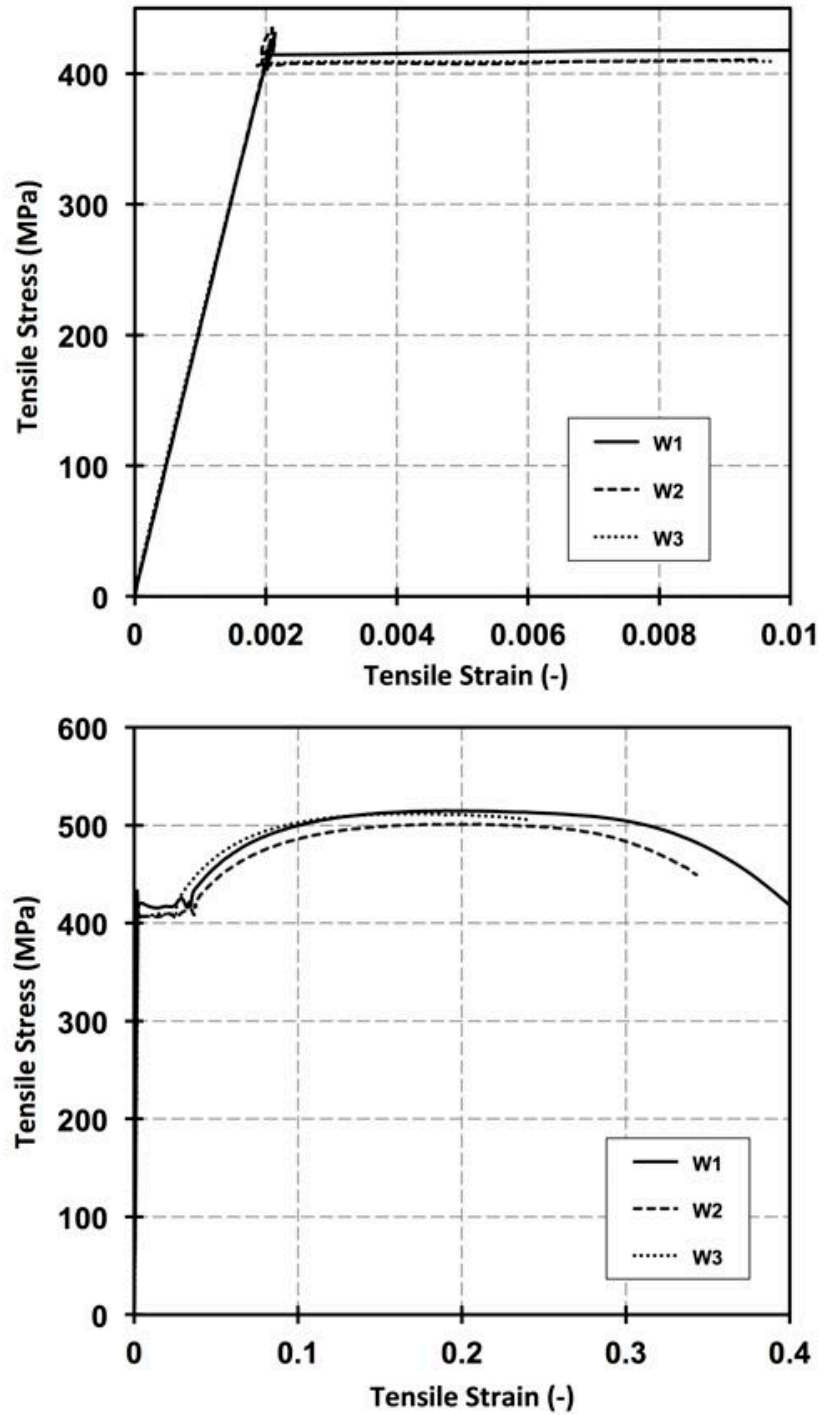 400
300
200
100
0
Tensile Stress (MPa)
W1
W2
W3
0 0.002 0.004 0.006 0.008 0.01
Tensile Strain (-)
600
500
400
300
200
100
0
Tensile Stress (MPa)
W1
W2
W3
0 0.1 0.2 0.3 0.4
Tensile Strain (-)